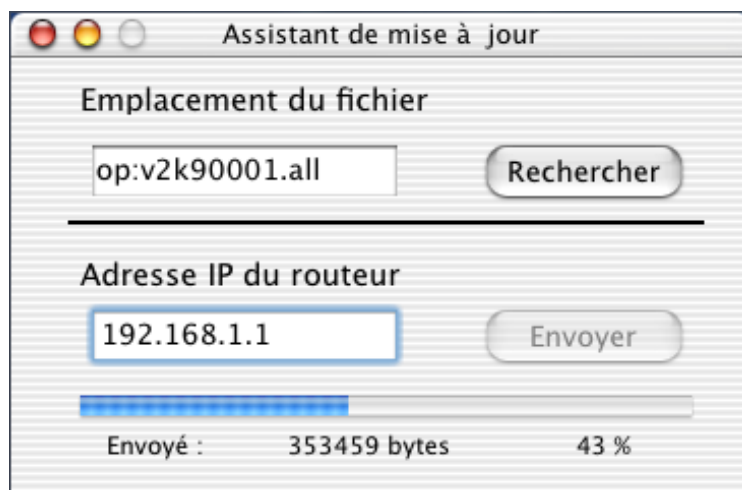 Assistant de mise à jour
Emplacement du fichier
op:v2k90001.all
Rechercher
Adresse IP du routeur
192.168.1.1
Envoyer
Envoyé : 353459 bytes 43 %